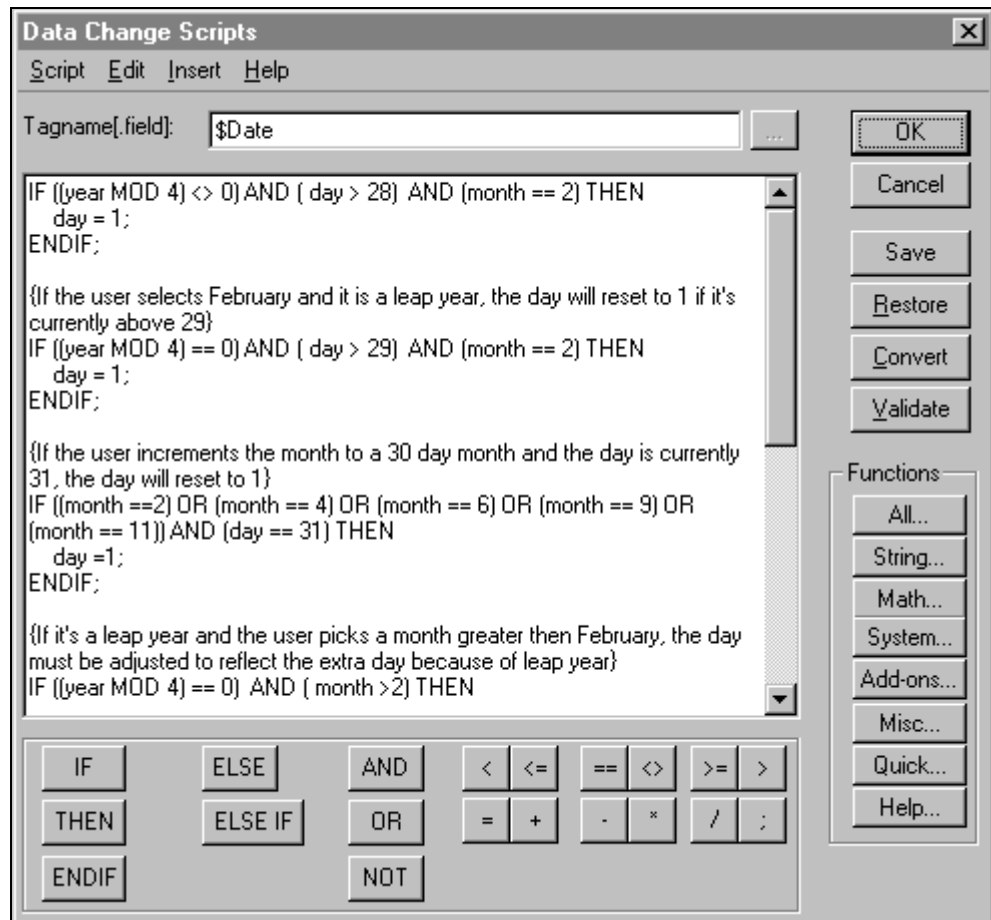 Data Change Scripts
Script Edit Insert Help
Tagname[.field]: $Date ...
OK
Cancel
Save
Restore
Convert
Validate
IF ((year MOD 4) <> 0) AND ( day > 28)  AND (month == 2) THEN
day = 1;
ENDIF;
{If the user selects February and it is a leap year, the day will reset to 1 if it's
currently above 29}
IF ((year MOD 4) == 0) AND ( day > 29)  AND (month == 2) THEN
day = 1;
ENDIF;
{If the user increments the month to a 30 day month and the day is currently
31, the day will reset to 1}
IF ((month ==2) OR (month == 4) OR (month == 6) OR (month == 9) OR
(month == 11)) AND (day == 31) THEN
day =1;
ENDIF;
{If it's a leap year and the user picks a month greater then February, the day
must be adjusted to reflect the extra day because of leap year}
IF ((year MOD 4) == 0)  AND ( month >2) THEN
Functions
All...
String...
Math...
System...
Add-ons...
Misc...
Quick...
Help...
IF ELSE AND < <= == <> >= >
THEN ELSE IF OR = + - * / ;
ENDIF NOT